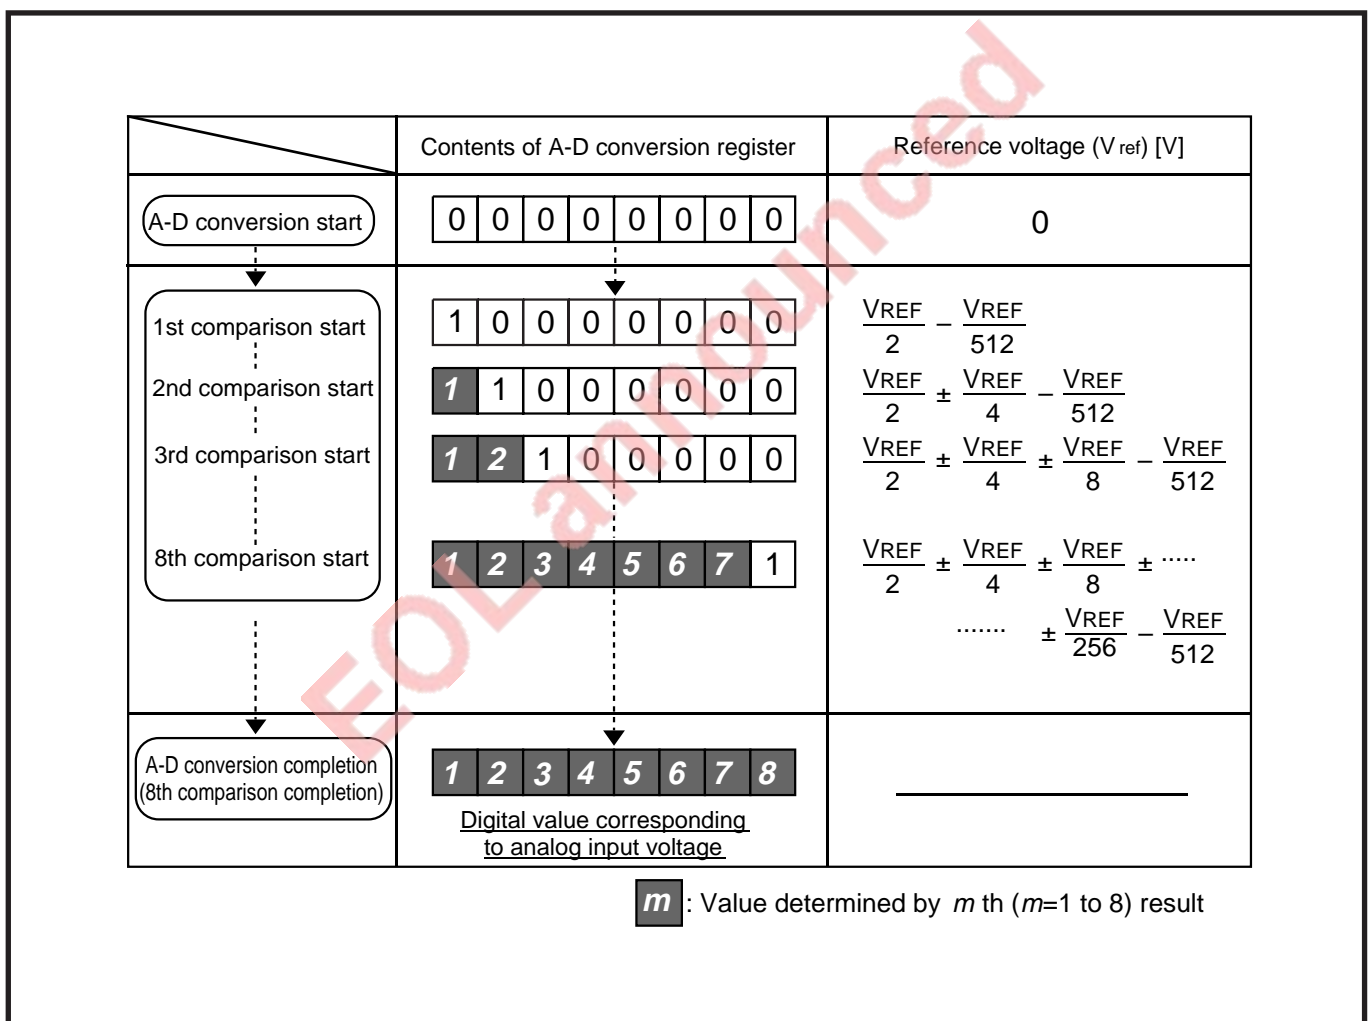 Contents of A-D conversion register
Reference voltage (Vref) [V]
A-D conversion start
0 0 0 0 0 0 0 0
0
1st comparison start
1 0 0 0 0 0 0 0
VREF/2 – VREF/512
2nd comparison start
1 1 0 0 0 0 0 0
VREF/2 ± VREF/4 – VREF/512
3rd comparison start
1 2 1 0 0 0 0 0
VREF/2 ± VREF/4 ± VREF/8 – VREF/512
8th comparison start
1 2 3 4 5 6 7 1
VREF/2 ± VREF/4 ± VREF/8 ± .....
....... ± VREF/256 – VREF/512
A-D conversion completion
(8th comparison completion)
1 2 3 4 5 6 7 8
Digital value corresponding
to analog input voltage
m : Value determined by m th (m=1 to 8) result
EOL announced